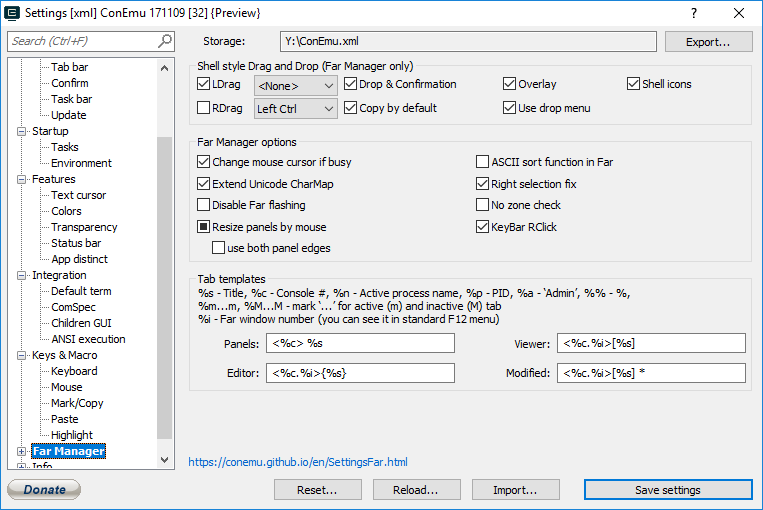 Settings [xml] ConEmu 171109 [32] {Preview}
?
Search (Ctrl+F)
Storage:
Y:\ConEmu.xml
Export...
Tab bar
Confirm
Task bar
Update
Startup
Tasks
Environment
Features
Text cursor
Colors
Transparency
Status bar
App distinct
Integration
Default term
ComSpec
Children GUI
ANSI execution
Keys & Macro
Keyboard
Mouse
Mark/Copy
Paste
Highlight
Far Manager
Info
Shell style Drag and Drop (Far Manager only)
LDrag <None> Drop & Confirmation Overlay Shell icons
RDrag Left Ctrl Copy by default Use drop menu
Far Manager options
Change mouse cursor if busy ASCII sort function in Far
Extend Unicode CharMap Right selection fix
Disable Far flashing No zone check
Resize panels by mouse KeyBar RClick
use both panel edges
Tab templates
%s - Title, %c - Console #, %n - Active process name, %p - PID, %a - ‘Admin’, %% - %,
%m...m, %M...M - mark ‘...’ for active (m) and inactive (M) tab
%i - Far window number (you can see it in standard F12 menu)
Panels: <%c> %s Viewer: <%c.%i>[%s]
Editor: <%c.%i>{%s} Modified: <%c.%i>[%s] *
https://conemu.github.io/en/SettingsFar.html
Donate Reset... Reload... Import... Save settings